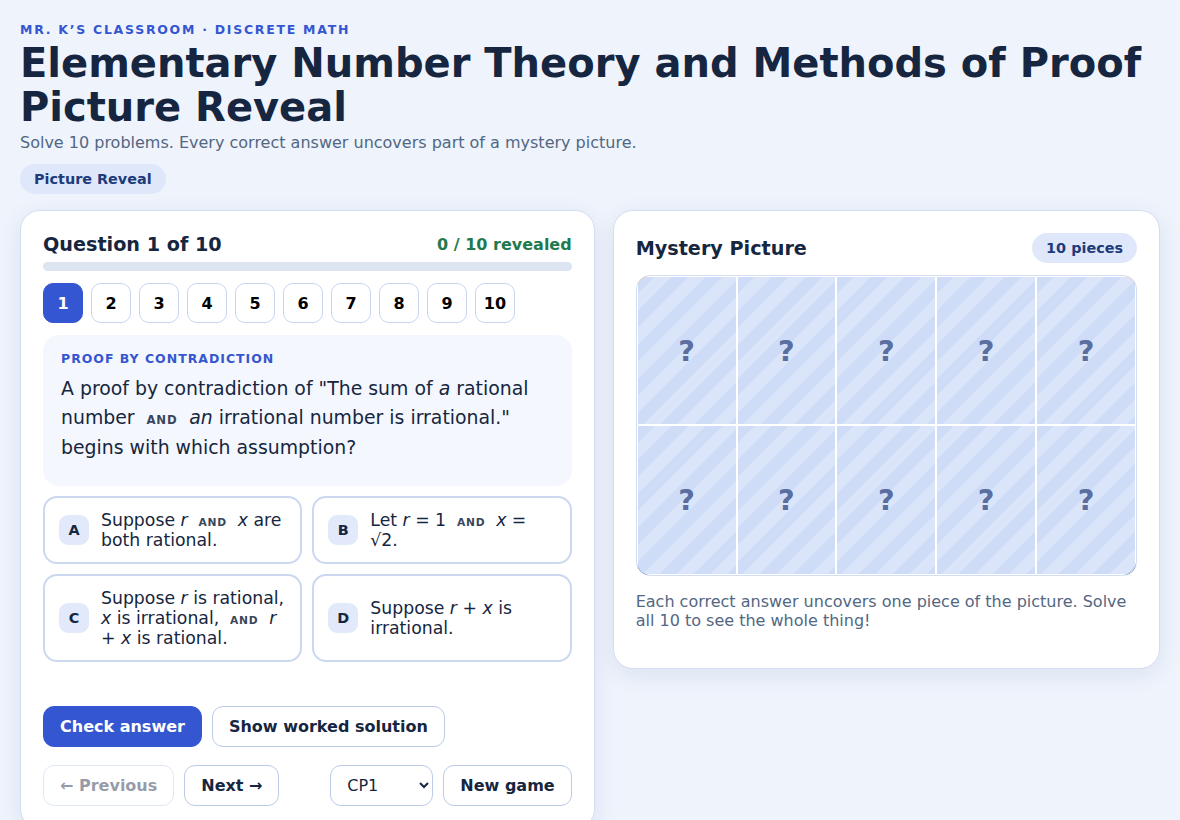 MR. K’S CLASSROOM · DISCRETE MATH
Elementary Number Theory and Methods of Proof
Picture Reveal
Solve 10 problems. Every correct answer uncovers part of a mystery picture.
Picture Reveal
Question 1 of 10
0 / 10 revealed
1 2 3 4 5 6 7 8 9 10
PROOF BY CONTRADICTION
A proof by contradiction of "The sum of a rational
number AND an irrational number is irrational."
begins with which assumption?
A
Suppose r AND x are
both rational.
B
Let r = 1 AND x =
√2.
C
Suppose r is rational,
x is irrational, AND r
+ x is rational.
D
Suppose r + x is
irrational.
Check answer
Show worked solution
← Previous
Next →
CP1
New game
Mystery Picture
10 pieces
? ? ? ? ?
? ? ? ? ?
Each correct answer uncovers one piece of the picture. Solve
all 10 to see the whole thing!